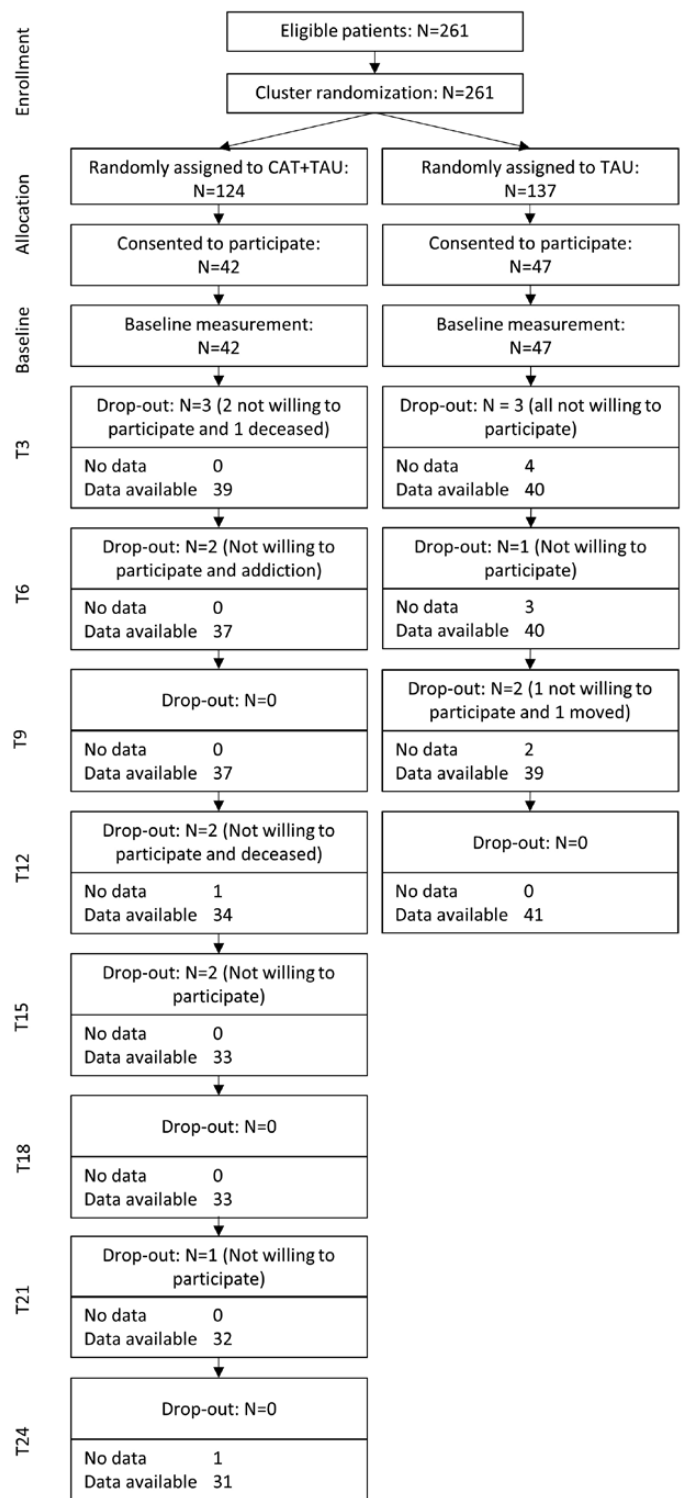 Enrollment
Eligible patients: N=261
Cluster randomization: N=261
Allocation
Randomly assigned to CAT+TAU:
N=124
Randomly assigned to TAU:
N=137
Consented to participate:
N=42
Consented to participate:
N=47
Baseline
Baseline measurement:
N=42
Baseline measurement:
N=47
T3
Drop-out: N=3 (2 not willing to
participate and 1 deceased)
No data 0
Data available 39
Drop-out: N = 3 (all not willing to
participate)
No data 4
Data available 40
T6
Drop-out: N=2 (Not willing to
participate and addiction)
No data 0
Data available 37
Drop-out: N=1 (Not willing to
participate)
No data 3
Data available 40
T9
Drop-out: N=0
No data 0
Data available 37
Drop-out: N=2 (1 not willing to
participate and 1 moved)
No data 2
Data available 39
T12
Drop-out: N=2 (Not willing to
participate and deceased)
No data 1
Data available 34
Drop-out: N=0
No data 0
Data available 41
T15
Drop-out: N=2 (Not willing to
participate)
No data 0
Data available 33
T18
Drop-out: N=0
No data 0
Data available 33
T21
Drop-out: N=1 (Not willing to
participate)
No data 0
Data available 32
T24
Drop-out: N=0
No data 1
Data available 31